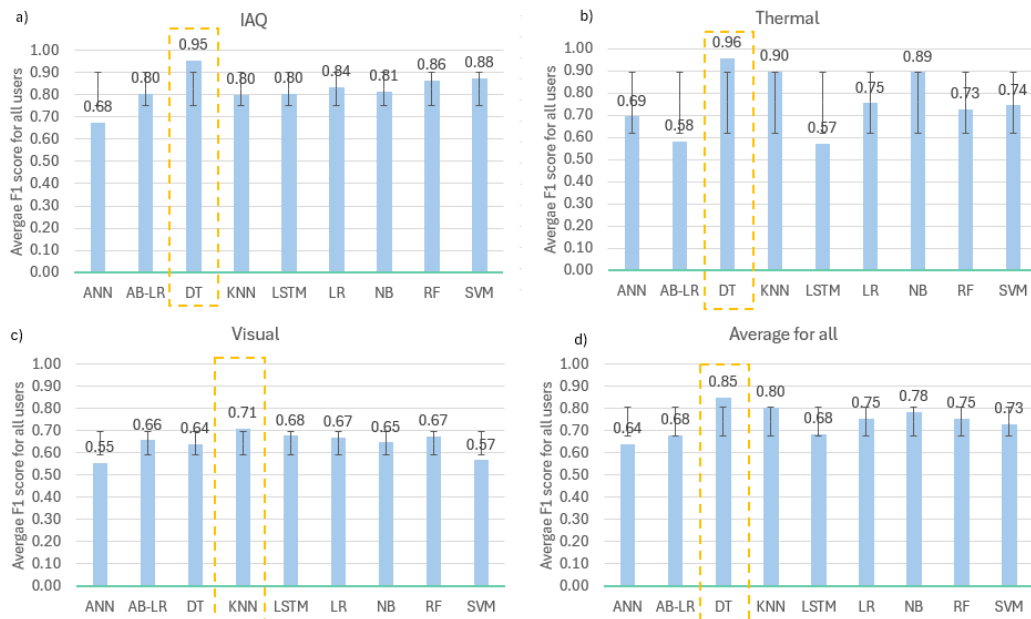 a) IAQ
Avergae F1 score for all users
1.00
0.90
0.80
0.70
0.60
0.50
0.40
0.30
0.20
0.10
0.00
0.68 0.80 0.95 0.80 0.80 0.84 0.81 0.86 0.88
ANN AB-LR DT KNN LSTM LR NB RF SVM
b) Thermal
Avergae F1 score for all users
1.00
0.90
0.80
0.70
0.60
0.50
0.40
0.30
0.20
0.10
0.00
0.69 0.58 0.96 0.90 0.57 0.75 0.89 0.73 0.74
ANN AB-LR DT KNN LSTM LR NB RF SVM
c) Visual
Avergae F1 score for all users
1.00
0.90
0.80
0.70
0.60
0.50
0.40
0.30
0.20
0.10
0.00
0.55 0.66 0.64 0.71 0.68 0.67 0.65 0.67 0.57
ANN AB-LR DT KNN LSTM LR NB RF SVM
d) Average for all
Avergae F1 score for all users
1.00
0.90
0.80
0.70
0.60
0.50
0.40
0.30
0.20
0.10
0.00
0.64 0.68 0.85 0.80 0.68 0.75 0.78 0.75 0.73
ANN AB-LR DT KNN LSTM LR NB RF SVM